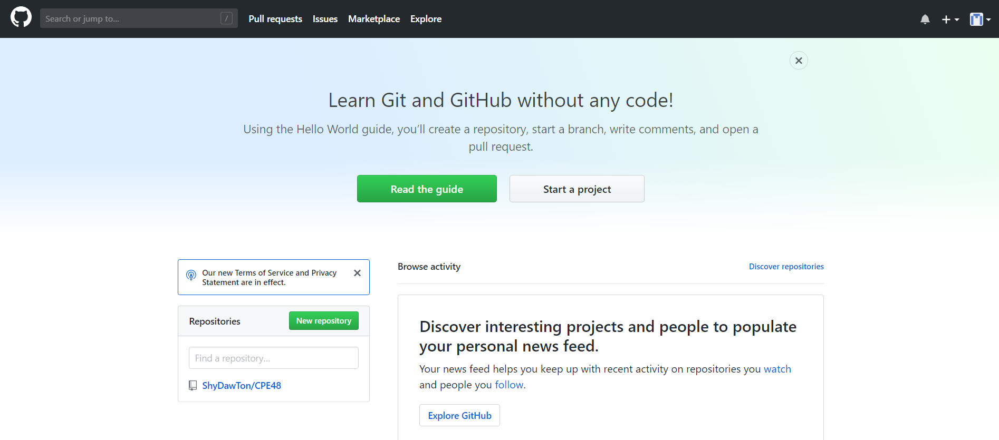 Search or jump to...
/
Pull requests
Issues
Marketplace
Explore
Learn Git and GitHub without any code!
Using the Hello World guide, you’ll create a repository, start a branch, write comments, and open a
pull request.
Read the guide
Start a project
Our new Terms of Service and Privacy
Statement are in effect.
Repositories
New repository
Find a repository...
ShyDawTon/CPE48
Browse activity
Discover repositories
Discover interesting projects and people to populate
your personal news feed.
Your news feed helps you keep up with recent activity on repositories you watch
and people you follow.
Explore GitHub